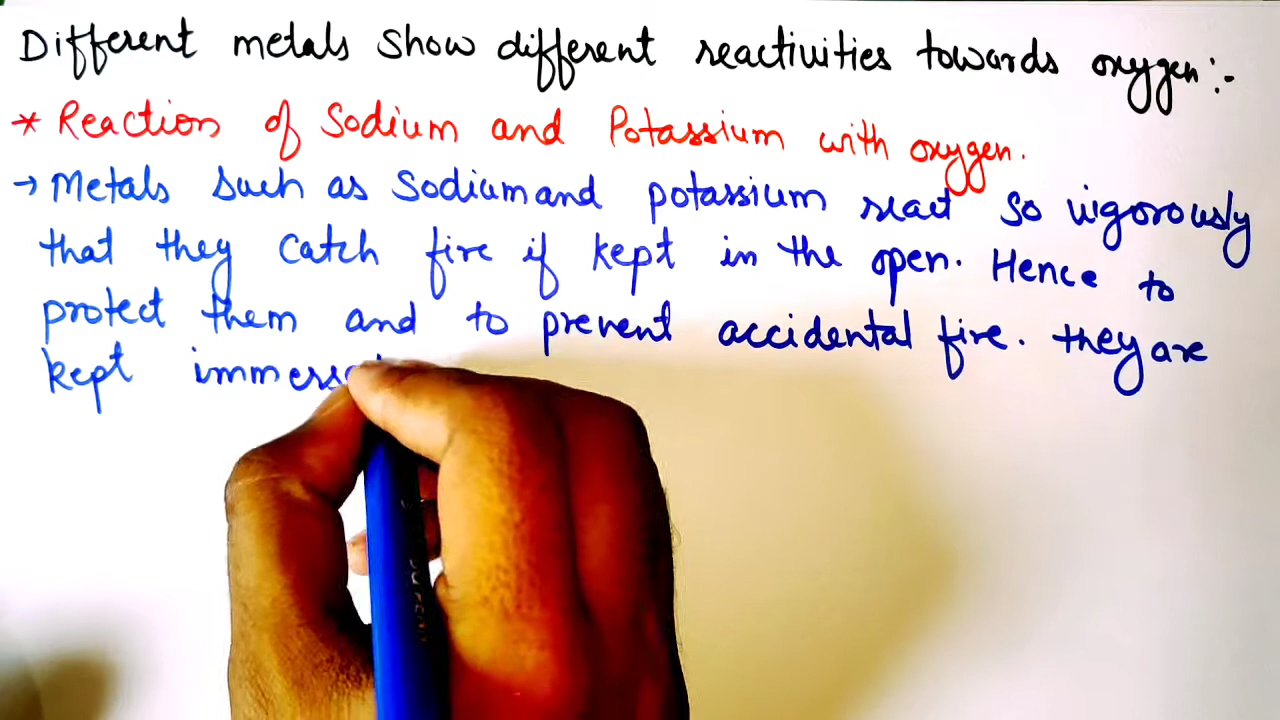 Different metals show different reactivities towards oxygen:-
* Reaction of Sodium and Potassium with oxygen.
→ Metals such as sodium and potassium react so vigorously
that they catch fire if kept in the open. Hence to
protect them and to prevent accidental fire. they are
kept